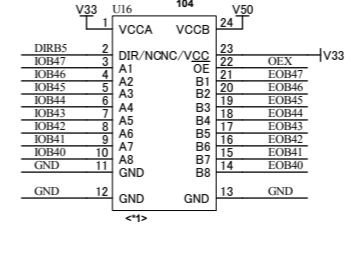 104
V33 U16 V50
1 VCCA VCCB 24
DIRB5 2 DIR/NC NC/VCC 23 V33
IOB47 3 A1 OE 22 OEX
IOB46 4 A2 B1 21 EOB47
IOB45 5 A3 B2 20 EOB46
IOB44 6 A4 B3 19 EOB45
IOB43 7 A5 B4 18 EOB44
IOB42 8 A6 B5 17 EOB43
IOB41 9 A7 B6 16 EOB42
IOB40 10 A8 B7 15 EOB41
GND 11 GND B8 14 EOB40
GND 12 GND GND 13 GND
<*1>